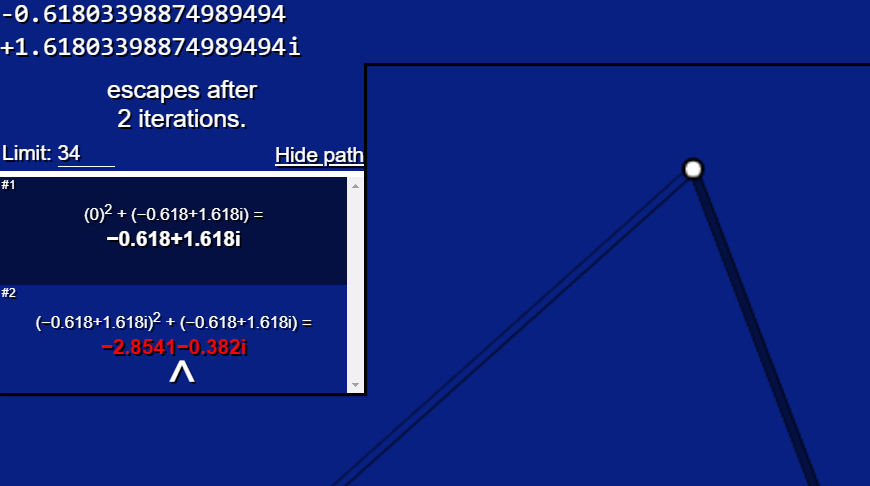 -0.61803398874989494
+1.61803398874989494i
escapes after
2 iterations.
Limit: 34 Hide path
#1
(0)² + (−0.618+1.618i) =
−0.618+1.618i
#2
(−0.618+1.618i)² + (−0.618+1.618i) =
−2.8541−0.382i